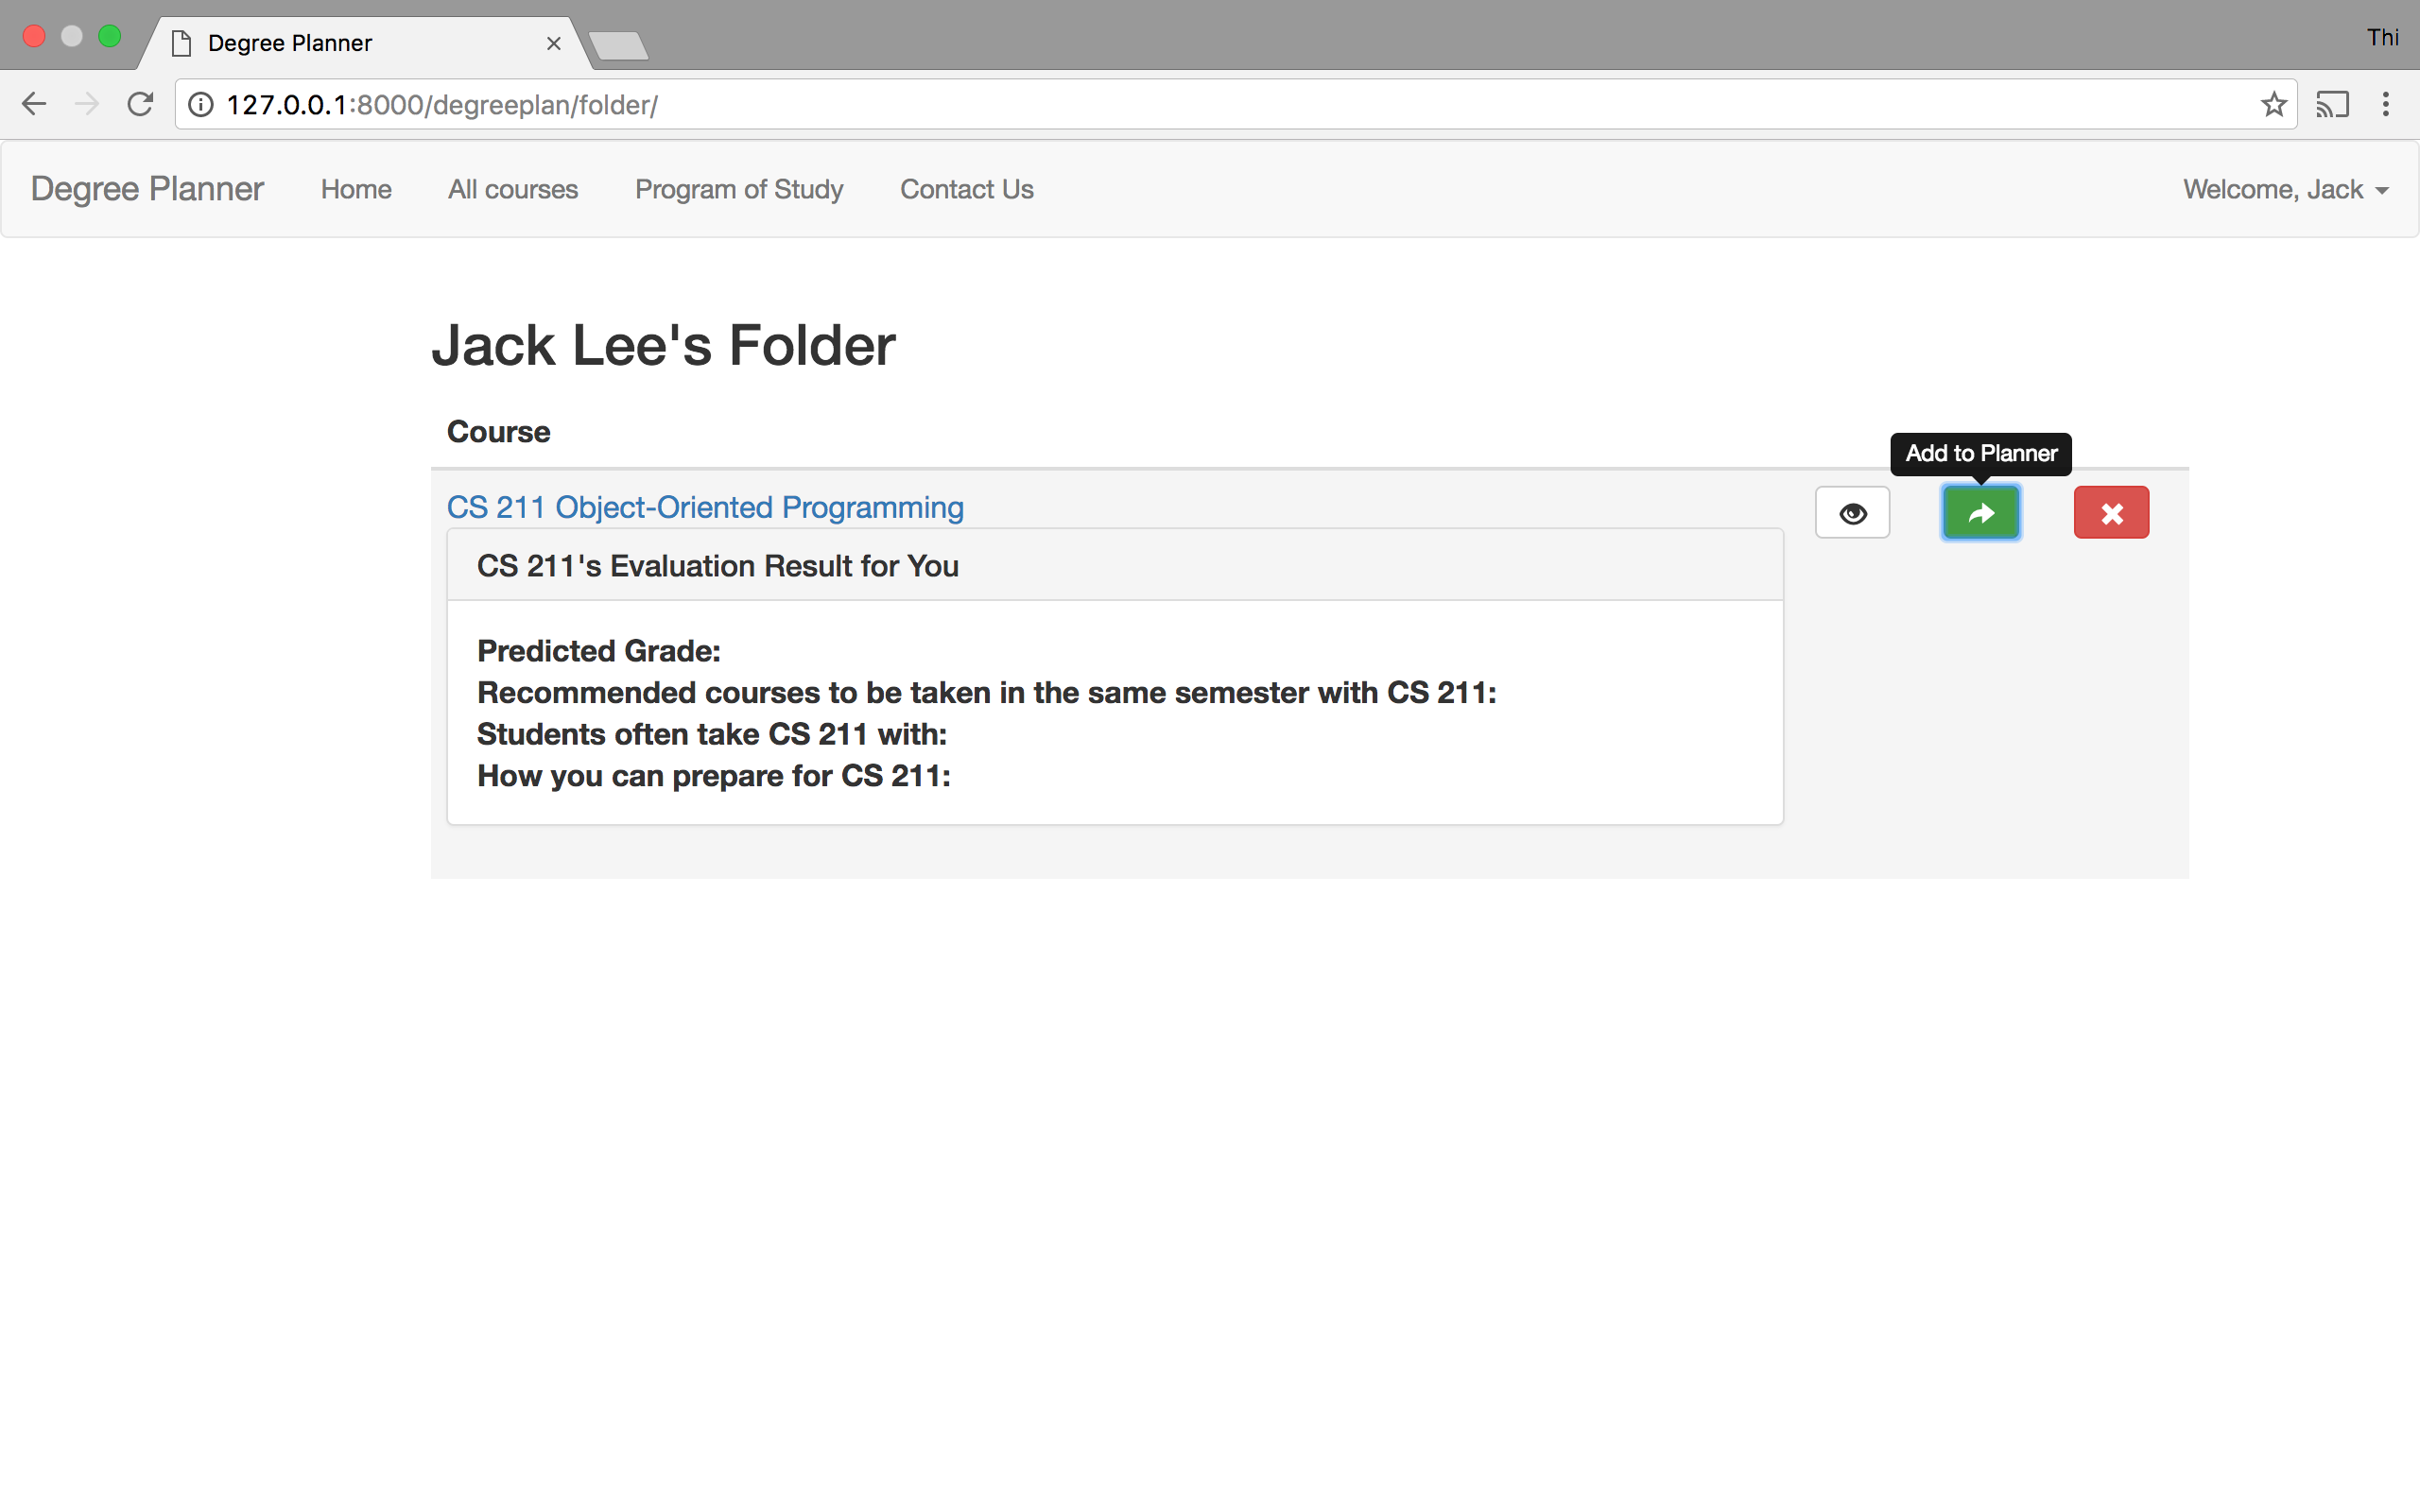 Degree Planner
Thi
127.0.0.1:8000/degreeplan/folder/
Degree Planner Home All courses Program of Study Contact Us Welcome, Jack
Jack Lee's Folder
Course
Add to Planner
CS 211 Object-Oriented Programming
CS 211's Evaluation Result for You
Predicted Grade:
Recommended courses to be taken in the same semester with CS 211:
Students often take CS 211 with:
How you can prepare for CS 211: